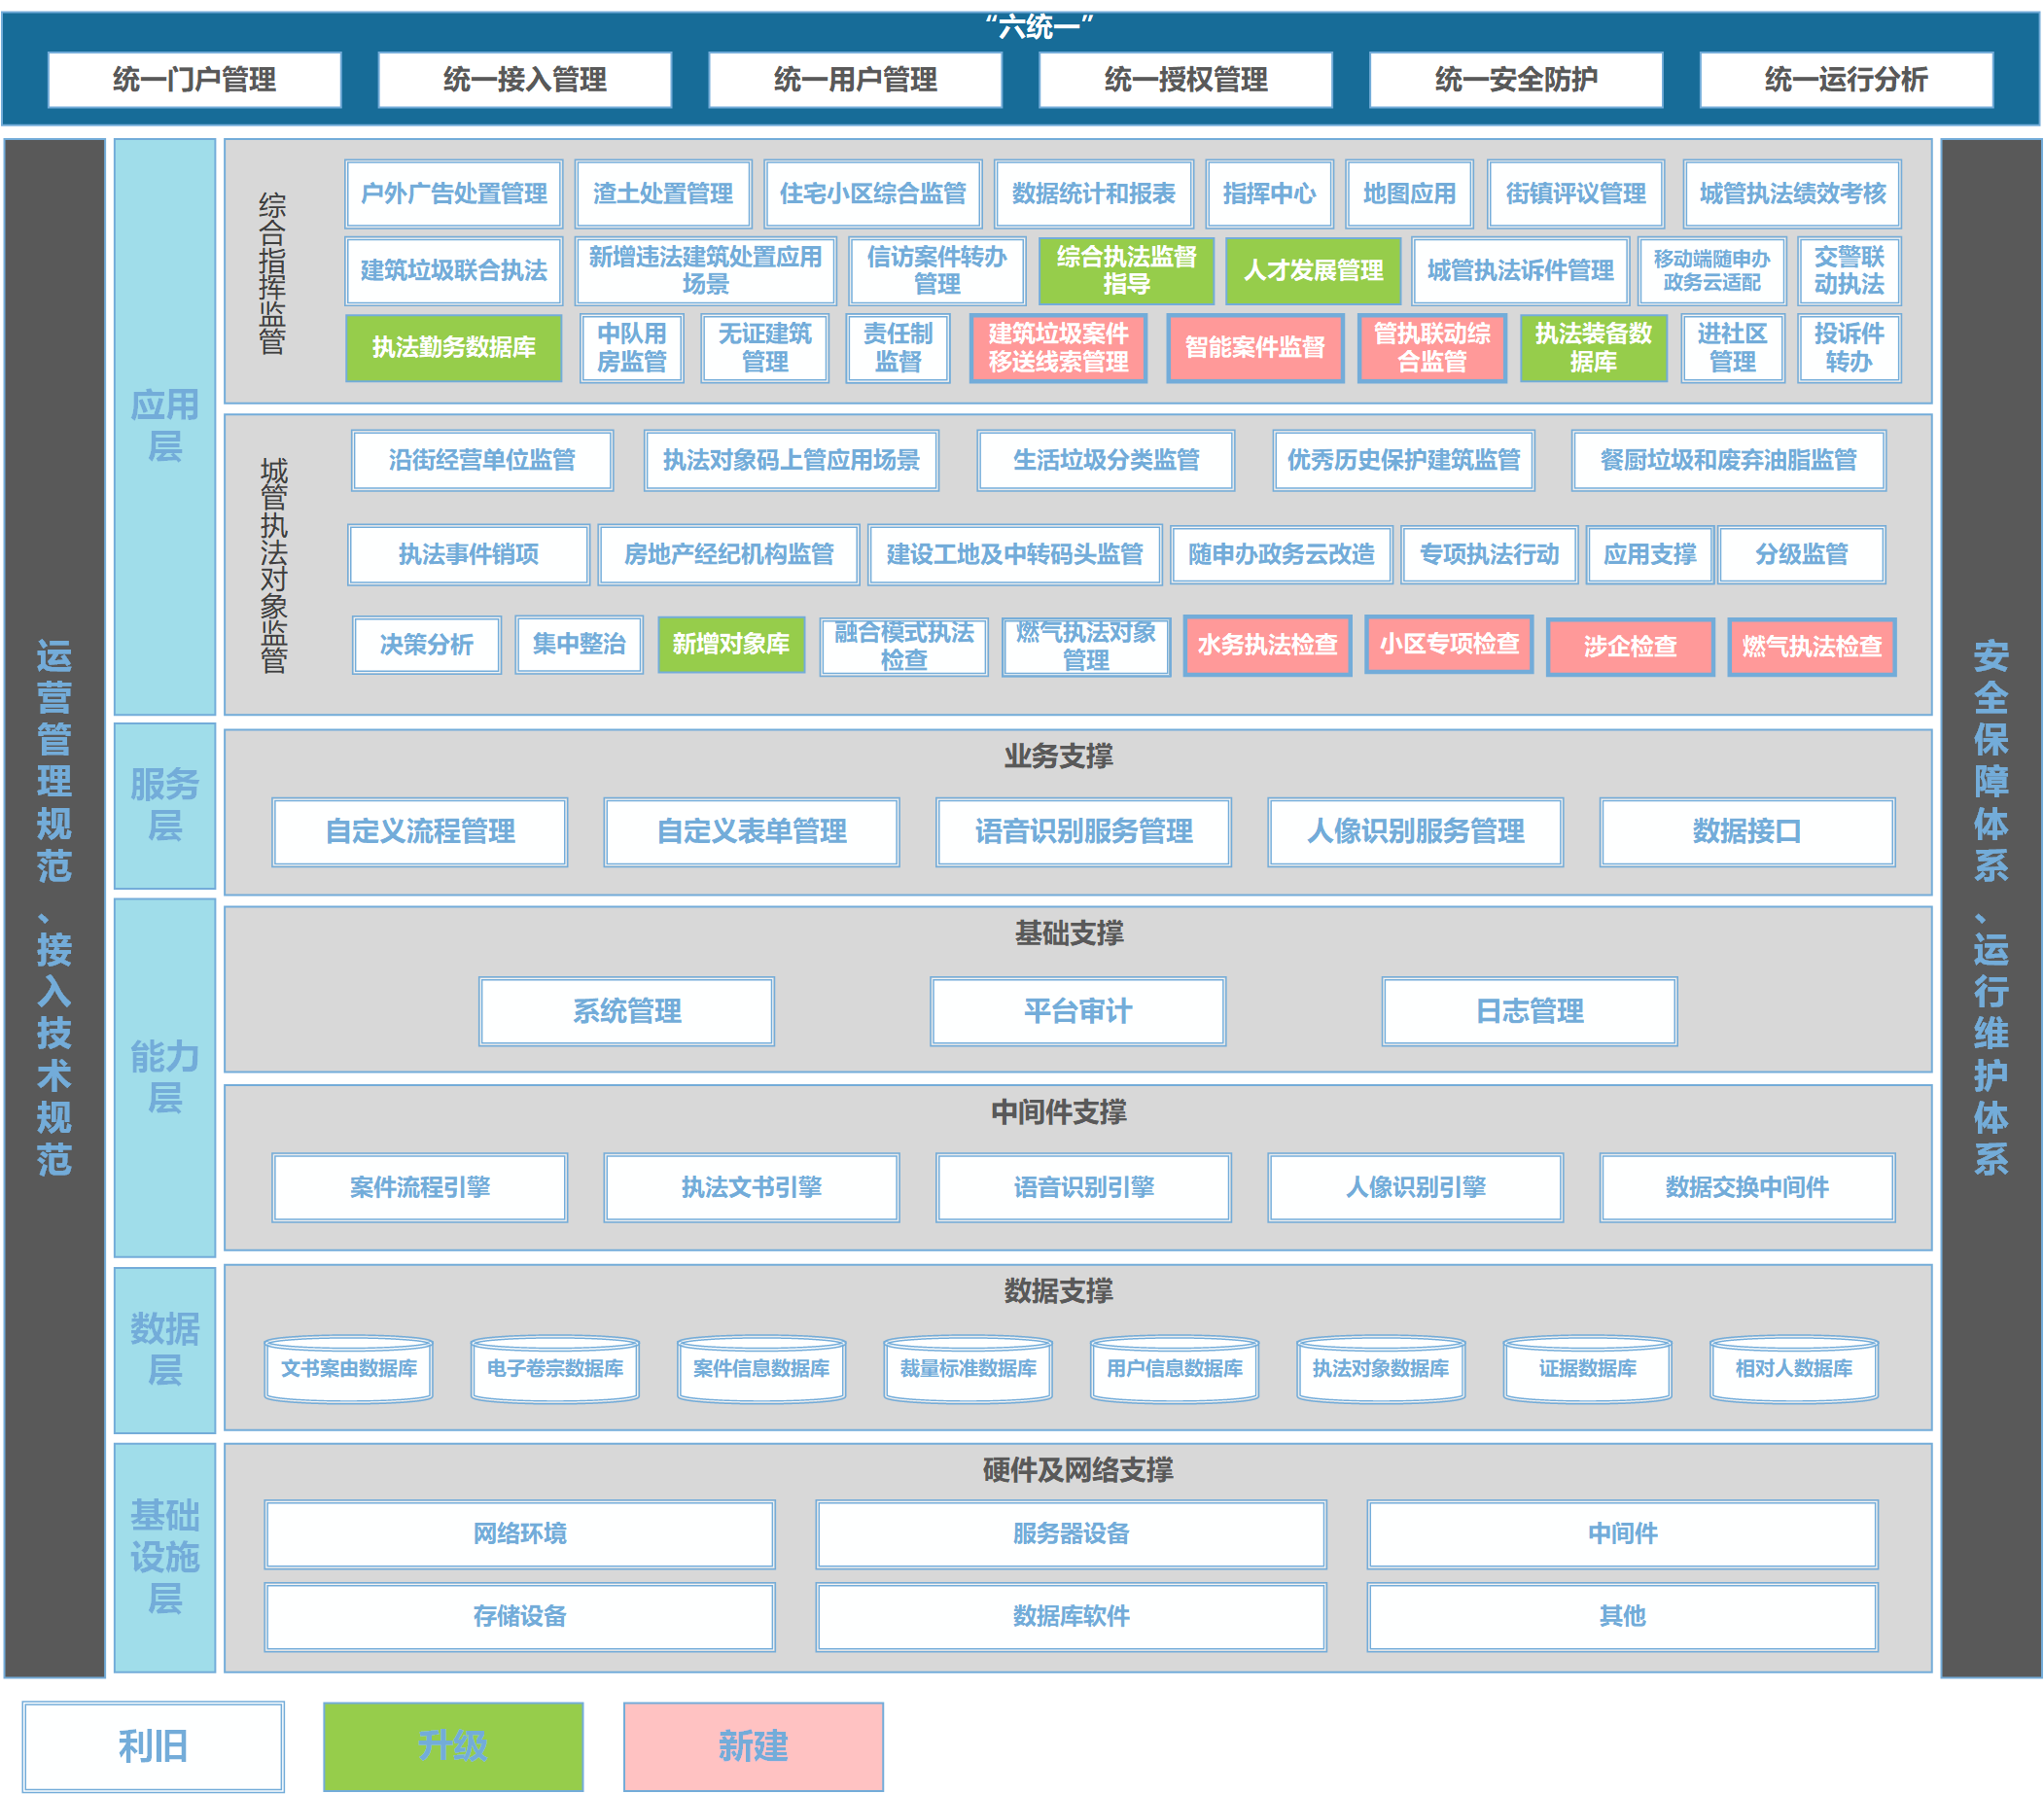 “六统一”
统一门户管理
统一接入管理
统一用户管理
统一授权管理
统一安全防护
统一运行分析
运营管理规范、接入技术规范
应用
层
综合指挥监管
户外广告处置管理
渣土处置管理
住宅小区综合监管
数据统计和报表
指挥中心
地图应用
街镇评议管理
城管执法绩效考核
建筑垃圾联合执法
新增违法建筑处置应用
场景
信访案件转办
管理
综合执法监督
指导
人才发展管理
城管执法诉件管理
移动端随申办
政务云适配
交警联
动执法
执法勤务数据库
中队用
房监管
无证建筑
管理
责任制
监督
建筑垃圾案件
移送线索管理
智能案件监督
管执联动综
合监管
执法装备数
据库
进社区
管理
投诉件
转办
城管执法对象监管
沿街经营单位监管
执法对象码上管应用场景
生活垃圾分类监管
优秀历史保护建筑监管
餐厨垃圾和废弃油脂监管
执法事件销项
房地产经纪机构监管
建设工地及中转码头监管
随申办政务云改造
专项执法行动
应用支撑
分级监管
决策分析
集中整治
新增对象库
融合模式执法
检查
燃气执法对象
管理
水务执法检查
小区专项检查
涉企检查
燃气执法检查
服务
层
业务支撑
自定义流程管理
自定义表单管理
语音识别服务管理
人像识别服务管理
数据接口
能力
层
基础支撑
系统管理
平台审计
日志管理
中间件支撑
案件流程引擎
执法文书引擎
语音识别引擎
人像识别引擎
数据交换中间件
数据
层
数据支撑
文书案由数据库
电子卷宗数据库
案件信息数据库
裁量标准数据库
用户信息数据库
执法对象数据库
证据数据库
相对人数据库
基础
设施
层
硬件及网络支撑
网络环境
服务器设备
中间件
存储设备
数据库软件
其他
安全保障体系、运行维护体系
利旧
升级
新建